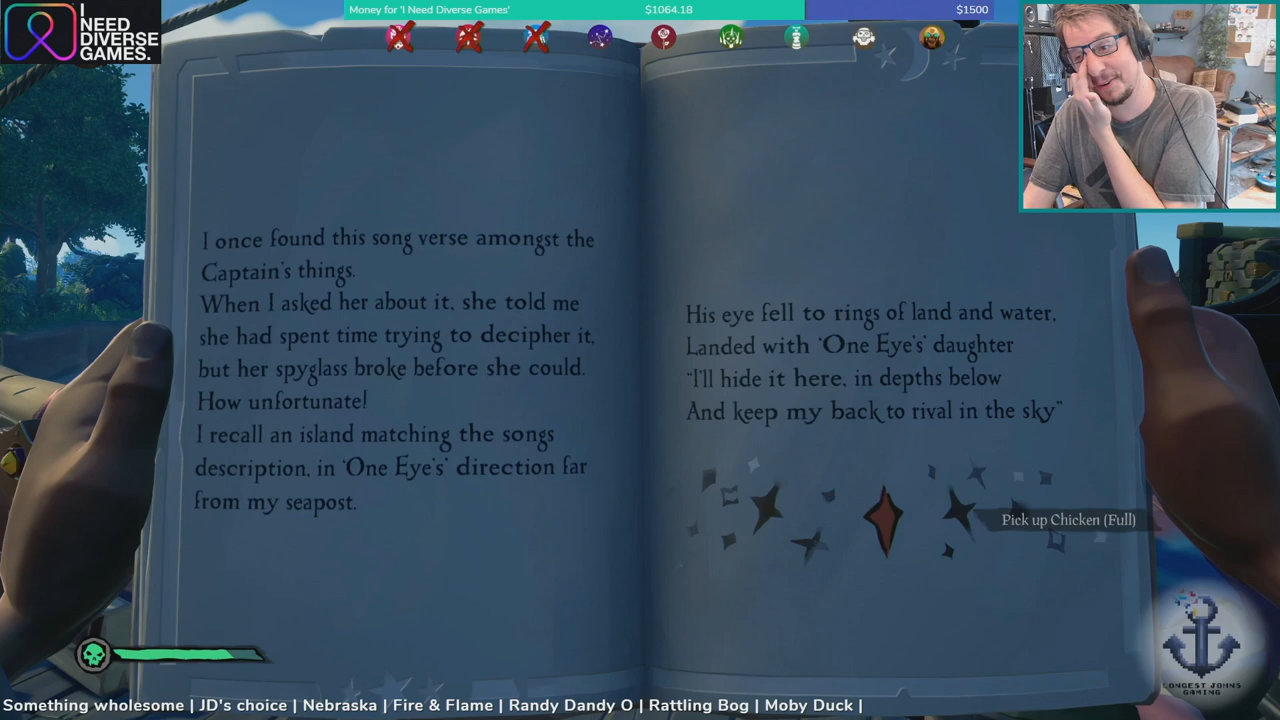 I
NEED
DIVERSE
GAMES.
Money for 'I Need Diverse Games'
$1064.18
$1500
I once found this song verse amongst the
Captain's things.
When I asked her about it, she told me
she had spent time trying to decipher it,
but her spyglass broke before she could.
How unfortunate!
I recall an island matching the songs
description, in 'One Eye's' direction far
from my seapost.
His eye fell to rings of land and water,
Landed with 'One Eye's' daughter
"I'll hide it here, in depths below
And keep my back to rival in the sky"
Pick up Chicken (Full)
LONGEST JOHNS
GAMING
Something wholesome | JD's choice | Nebraska | Fire & Flame | Randy Dandy O | Rattling Bog | Moby Duck |